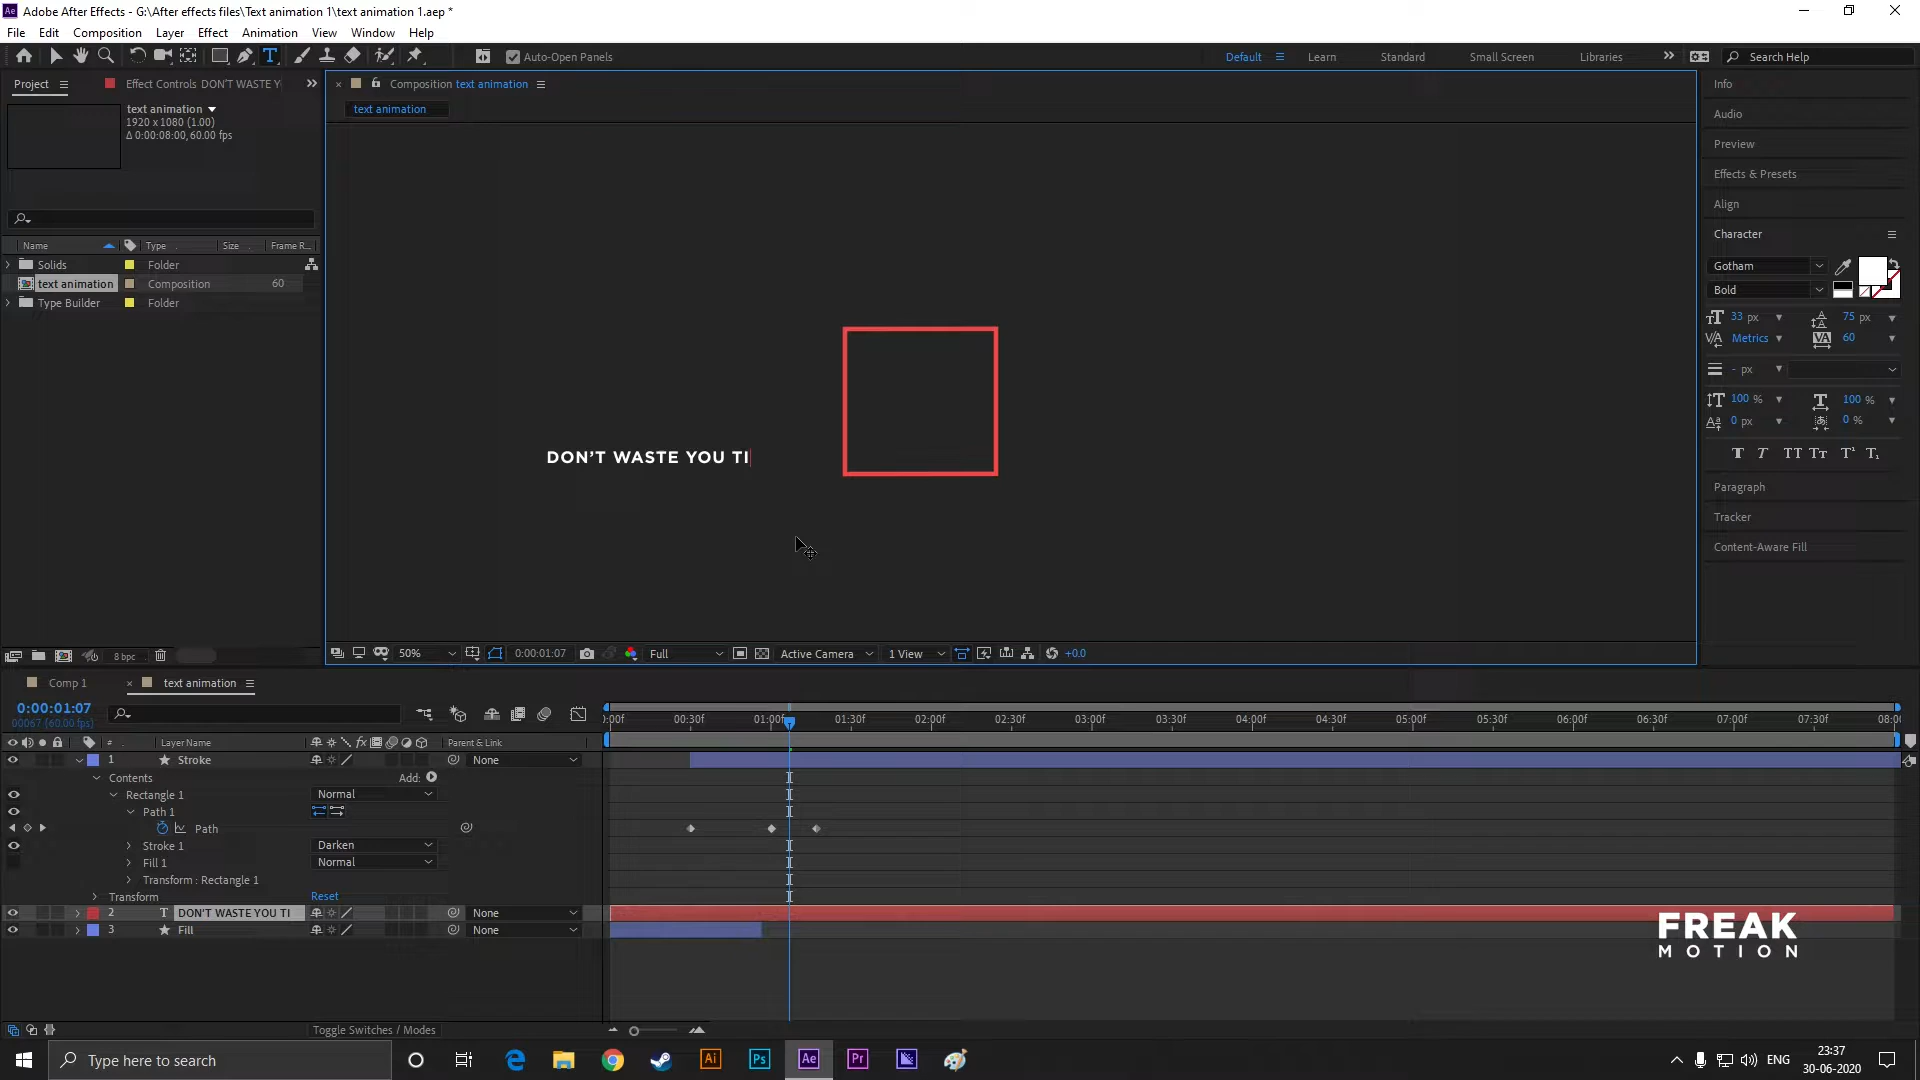 Adobe After Effects - G:\After effects files\Text animation 1\text animation 1.aep *
File Edit Composition Layer Effect Animation View Window Help
Auto-Open Panels Default Learn Standard Small Screen Libraries Search Help
Project Effect Controls DON'T WASTE Y
text animation
1920 x 1080 (1.00)
Δ 0:00:08:00, 60.00 fps
Name Type Size Frame R...
Solids Folder
text animation Composition 60
Type Builder Folder
8 bpc
Composition text animation
text animation
DON'T WASTE YOU TI
50% 0:00:01:07 Full Active Camera 1 View +0.0
Info
Audio
Preview
Effects & Presets
Align
Character
Gotham
Bold
33 px 75 px
Metrics 60
- px
100 % 100 %
0 px 0 %
T T TT Tt T¹ T₁
Paragraph
Tracker
Content-Aware Fill
Comp 1 text animation
0:00:01:07
00067 (60.00 fps)
:00f 00:30f 01:00f 01:30f 02:00f 02:30f 03:00f 03:30f 04:00f 04:30f 05:00f 05:30f 06:00f 06:30f 07:00f 07:30f 08:0
# Layer Name Parent & Link
1 Stroke None
Contents Add:
Rectangle 1 Normal
Path 1
Path
Stroke 1 Darken
Fill 1 Normal
Transform : Rectangle 1
Transform Reset
2 T DON'T WASTE YOU TI None
3 Fill None
FREAK
MOTION
Toggle Switches / Modes
Type here to search
Ai Ps Ae Pr
ENG
23:37
30-06-2020